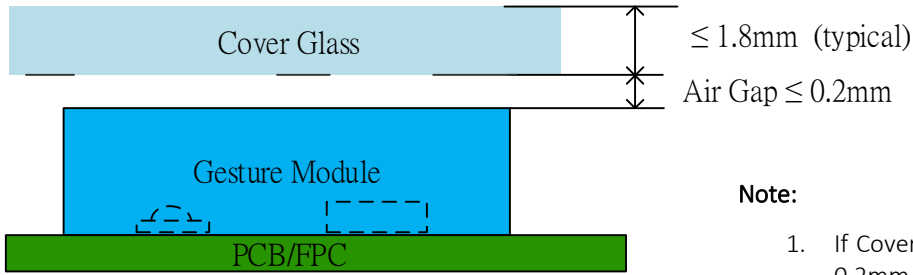 Cover Glass
≤ 1.8mm (typical)
Air Gap ≤ 0.2mm
Gesture Module
PCB/FPC
Note:
1. If Cover